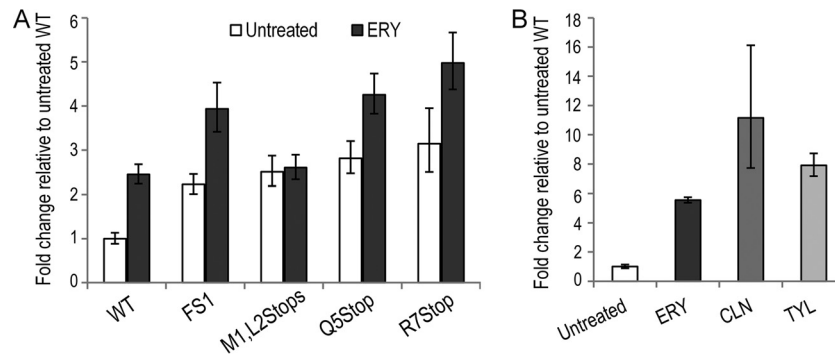 A
Fold change relative to untreated WT
6
5
4
3
2
1
0
Untreated
ERY
WT
FS1
M1,L2Stops
Q5Stop
R7Stop
B
Fold change relative to untreated WT
18
16
14
12
10
8
6
4
2
0
Untreated
ERY
CLN
TYL